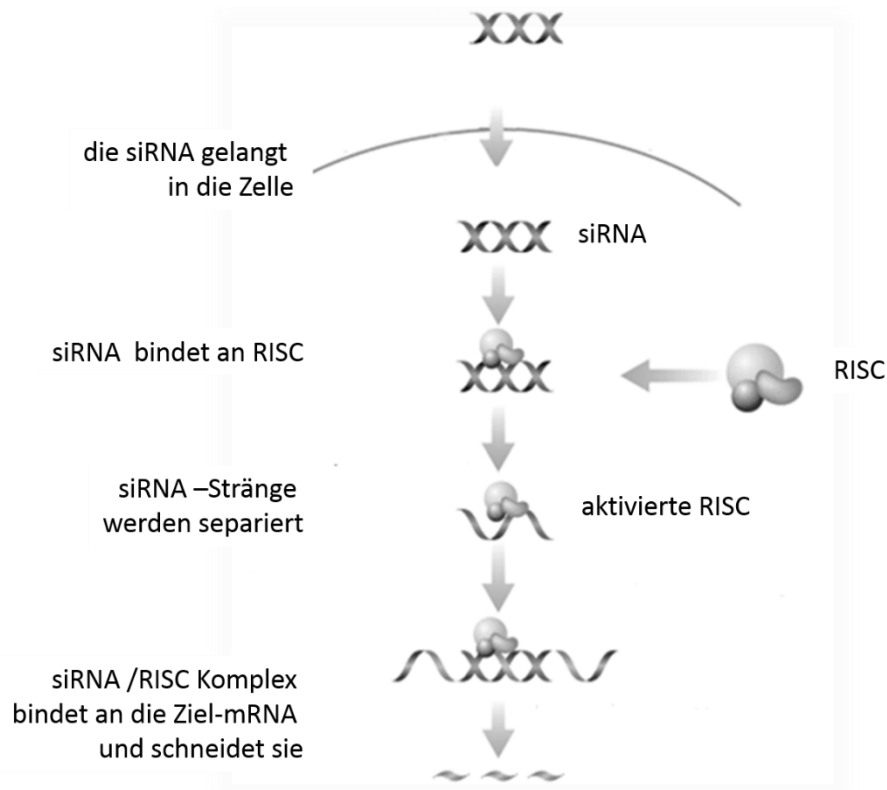 die siRNA gelangt
in die Zelle
siRNA
siRNA bindet an RISC
RISC
siRNA –Stränge
werden separiert
aktivierte RISC
siRNA /RISC Komplex
bindet an die Ziel-mRNA
und schneidet sie